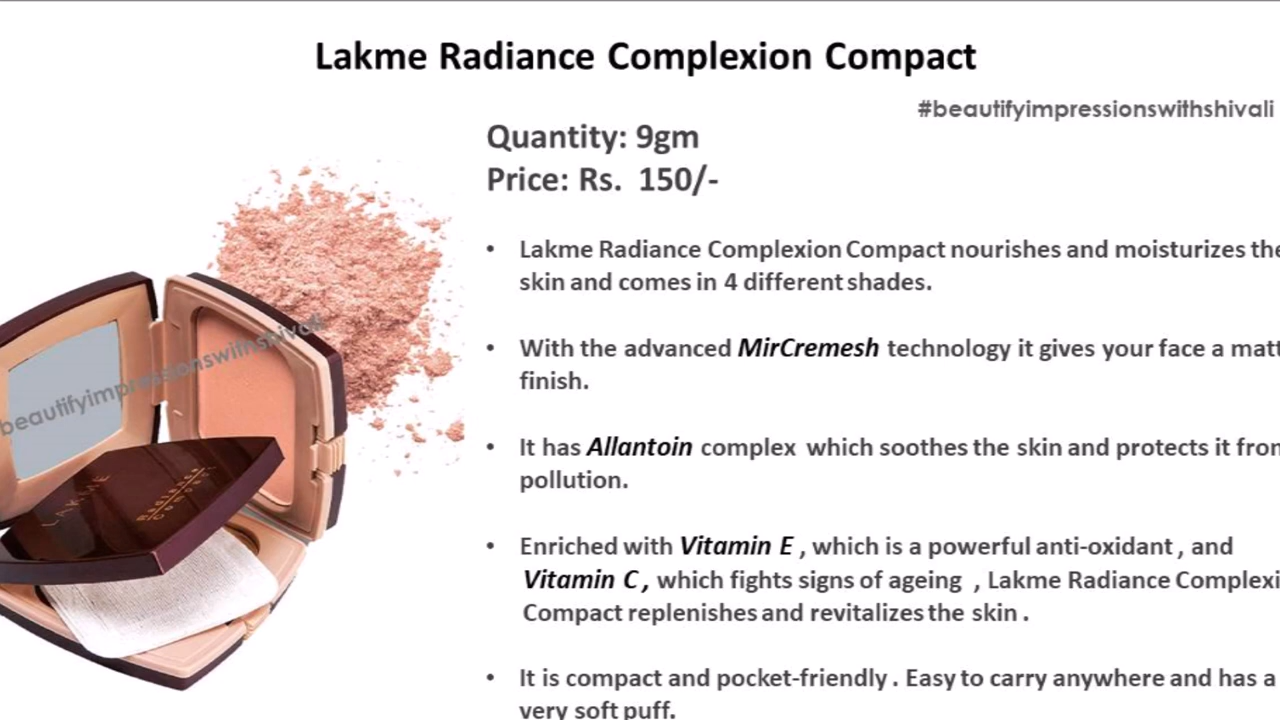 Lakme Radiance Complexion Compact
#beautifyimpressionswithshivali
Quantity: 9gm
Price: Rs. 150/-
• Lakme Radiance Complexion Compact nourishes and moisturizes the
skin and comes in 4 different shades.
• With the advanced MirCremesh technology it gives your face a matt
finish.
• It has Allantoin complex which soothes the skin and protects it from
pollution.
• Enriched with Vitamin E , which is a powerful anti-oxidant , and
Vitamin C , which fights signs of ageing , Lakme Radiance Complexi
Compact replenishes and revitalizes the skin .
• It is compact and pocket-friendly . Easy to carry anywhere and has a
very soft puff.
beautifyimpressionswithshivali
LAKME
Radiance
Compact